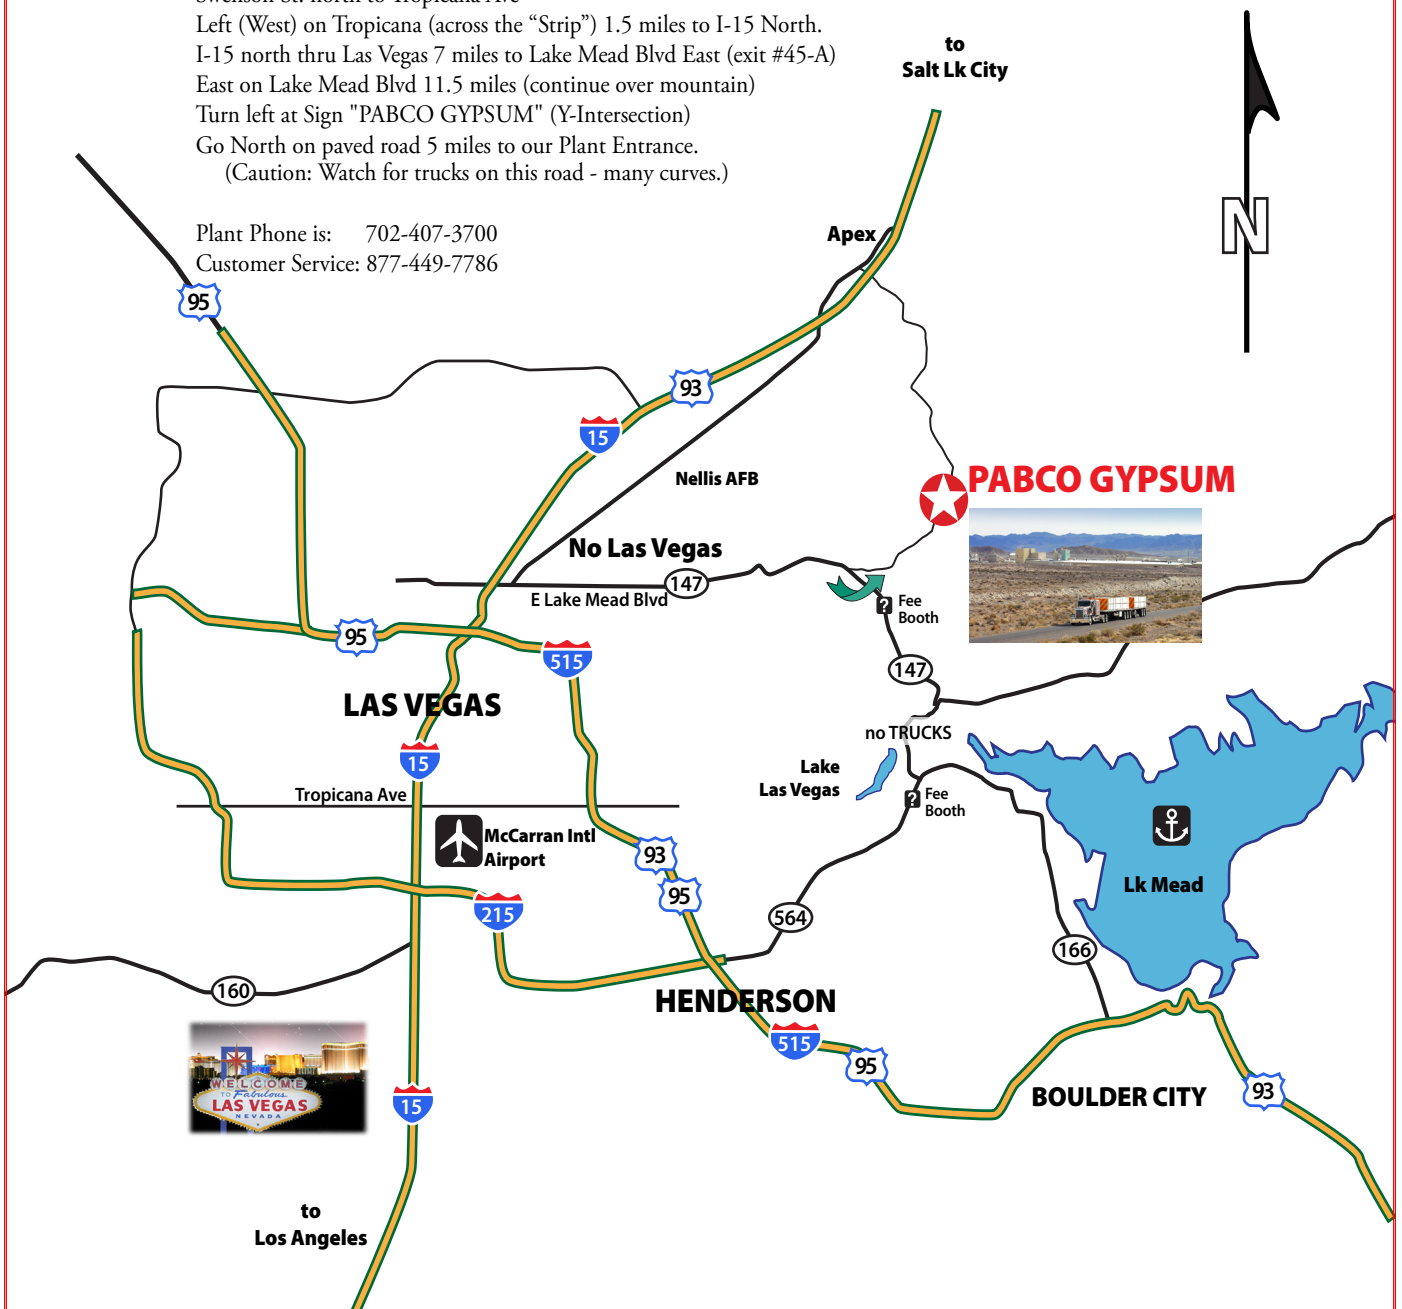 Swenson St. north to Tropicana Ave
Left (West) on Tropicana (across the “Strip”) 1.5 miles to I-15 North.
I-15 north thru Las Vegas 7 miles to Lake Mead Blvd East (exit #45-A)
East on Lake Mead Blvd 11.5 miles (continue over mountain)
Turn left at Sign "PABCO GYPSUM" (Y-Intersection)
Go North on paved road 5 miles to our Plant Entrance.
(Caution: Watch for trucks on this road - many curves.)
Plant Phone is: 702-407-3700
Customer Service: 877-449-7786
to
Salt Lk City
N
Apex
95
93
15
Nellis AFB
PABCO GYPSUM
No Las Vegas
147
E Lake Mead Blvd
?
Fee
Booth
95
515
147
LAS VEGAS
no TRUCKS
15
Lake
Las Vegas
Tropicana Ave
?
Fee
Booth
McCarran Intl
Airport
93
95
Lk Mead
215
564
166
160
HENDERSON
515
95
WELCOME
TO Fabulous
LAS VEGAS
NEVADA
15
BOULDER CITY
93
to
Los Angeles